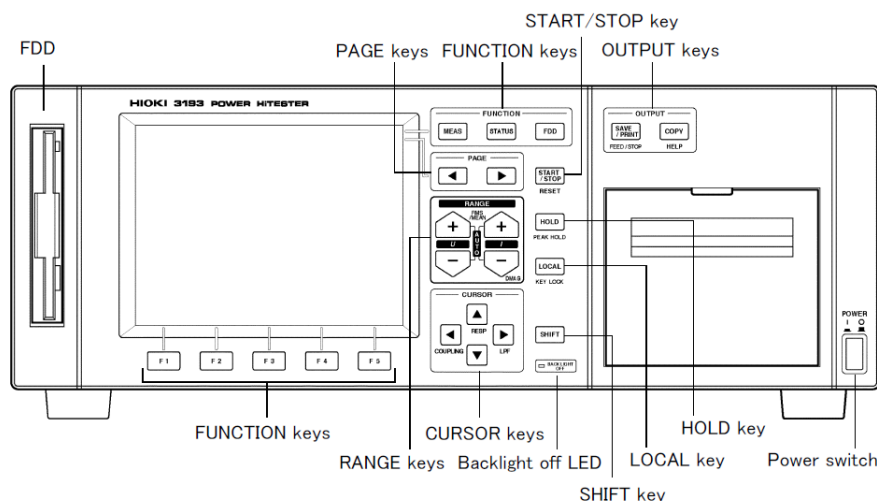 START/STOP key
FDD
PAGE keys
FUNCTION keys
OUTPUT keys
HIOKI 3193 POWER HiTESTER
FUNCTION
MEAS
STATUS
FDD
OUTPUT
SAVE
/PRINT
COPY
FEED/STOP
HELP
PAGE
START
/STOP
RESET
RANGE
RMS
/MEAN
+
+
U
AUTO
I
−
−
DMAG
HOLD
PEAK HOLD
LOCAL
KEY LOCK
CURSOR
REBP
COUPLING
LPF
SHIFT
BACKLIGHT
OFF
POWER
F1
F2
F3
F4
F5
FUNCTION keys
CURSOR keys
HOLD key
RANGE keys
Backlight off LED
LOCAL key
Power switch
SHIFT key